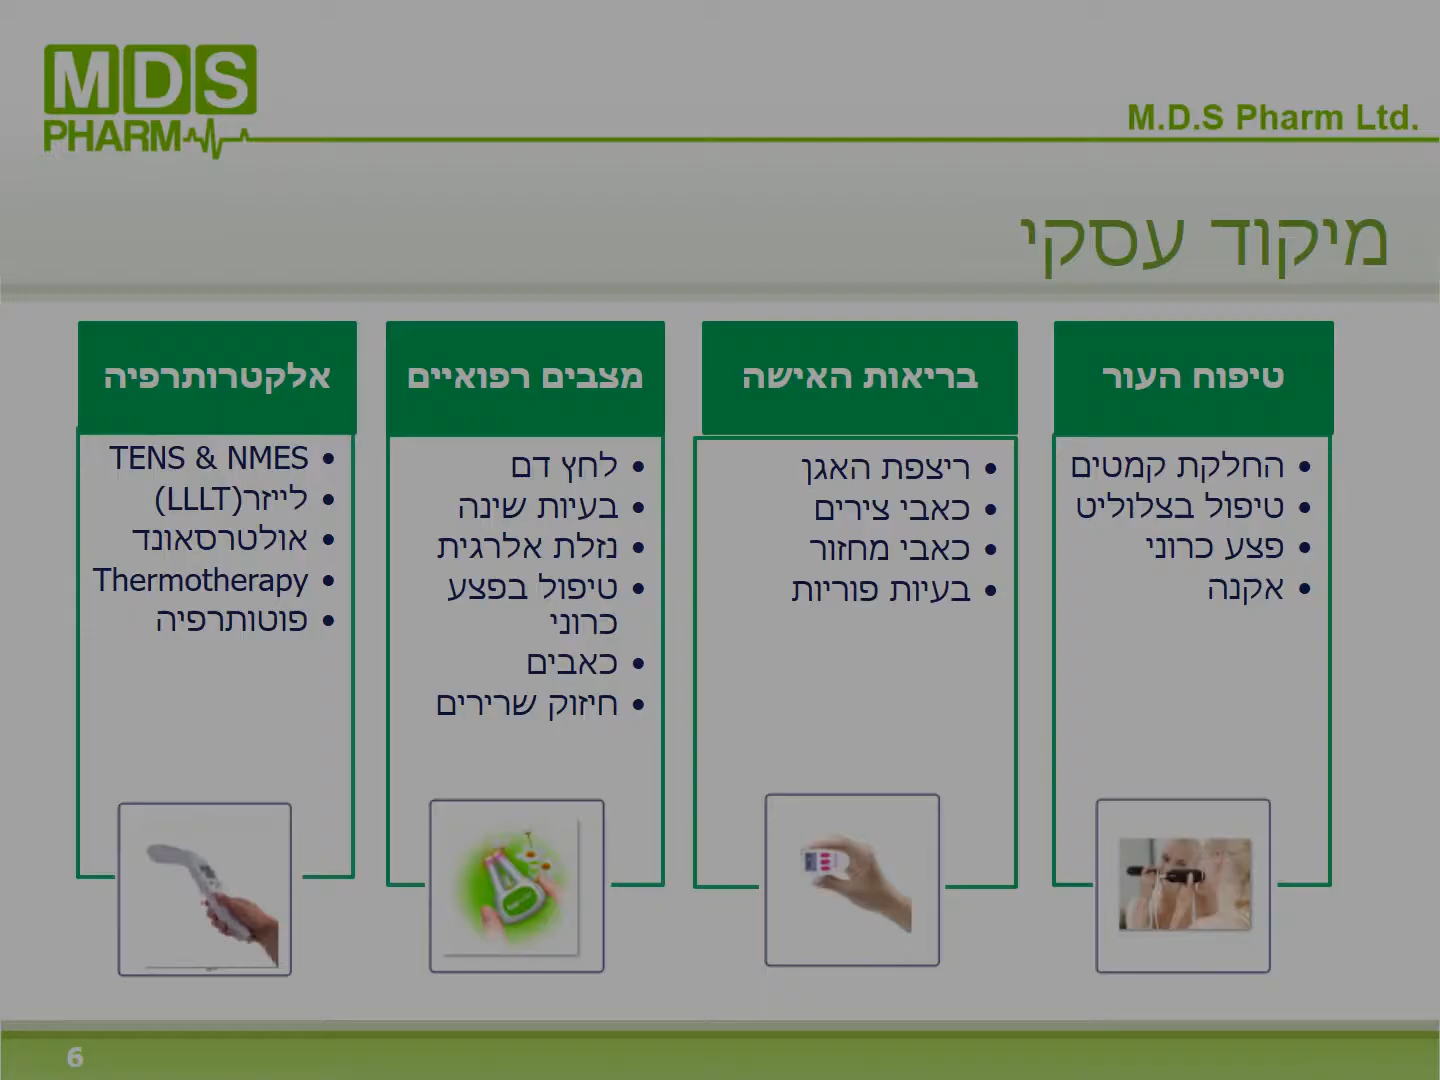 MDS
PHARM
M.D.S Pharm Ltd.
מיקוד עסקי
טיפוח העור
• החלקת קמטים
• טיפול בצלוליט
• פצע כרוני
• אקנה
בריאות האישה
• ריצפת האגן
• כאבי צירים
• כאבי מחזור
• בעיות פוריות
מצבים רפואיים
• לחץ דם
• בעיות שינה
• נזלת אלרגית
• טיפול בפצע
כרוני
• כאבים
• חיזוק שרירים
אלקטרותרפיה
• TENS & NMES
• לייזר(LLLT)
• אולטרסאונד
• Thermotherapy
• פוטותרפיה
6